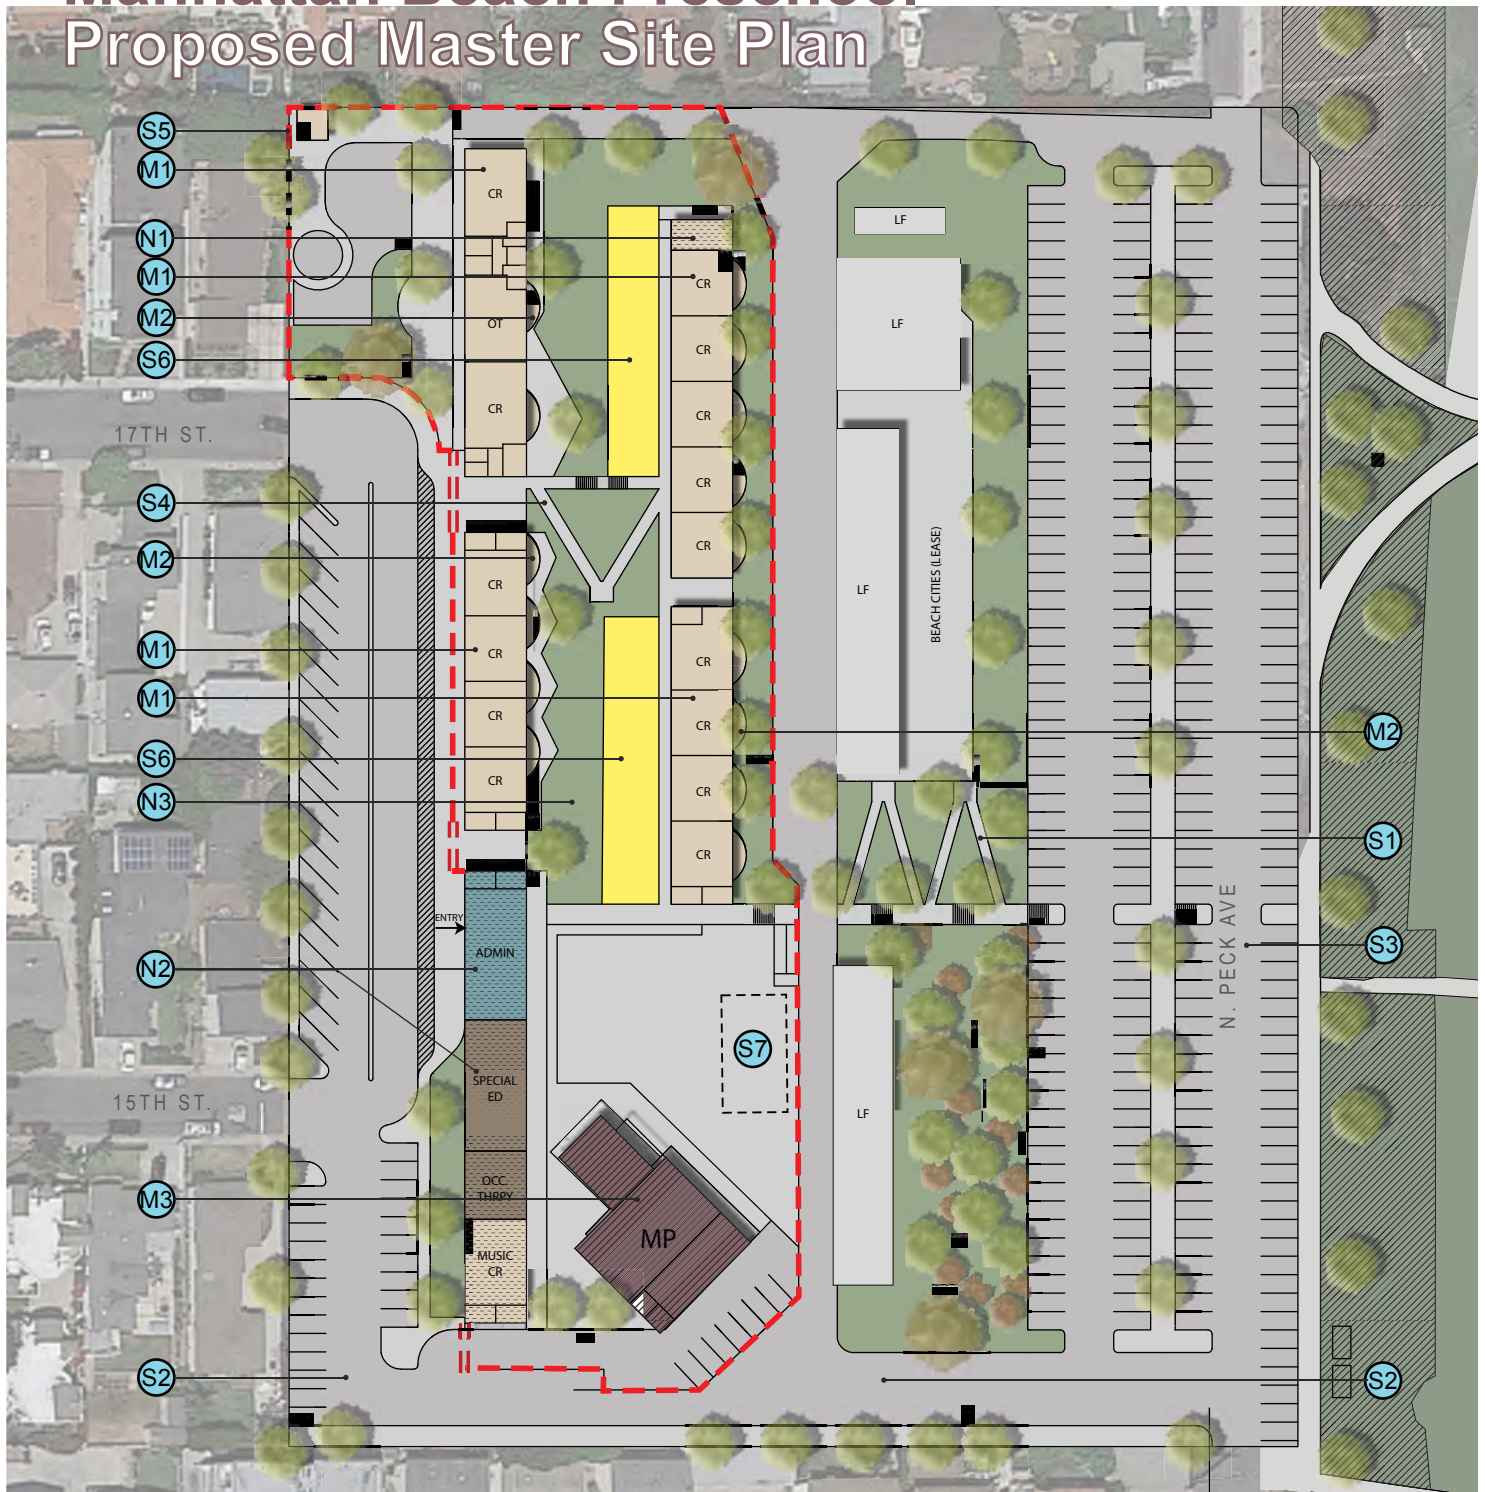 Manhattan Beach Preschool
Proposed Master Site Plan
S5
M1
N1
M1
M2
S6
S4
M2
M1
M1
S6
N3
N2
M3
S2
17TH ST.
15TH ST.
CR
OT
CR
CR
CR
CR
CR
ENTRY
ADMIN
SPECIAL
ED
OCC.
THRPY
MUSIC
CR
CR
CR
CR
CR
CR
CR
CR
CR
CR
S7
MP
LF
LF
LF
BEACH CITIES (LEASE)
LF
N. PECK AVE
M2
S1
S3
S2